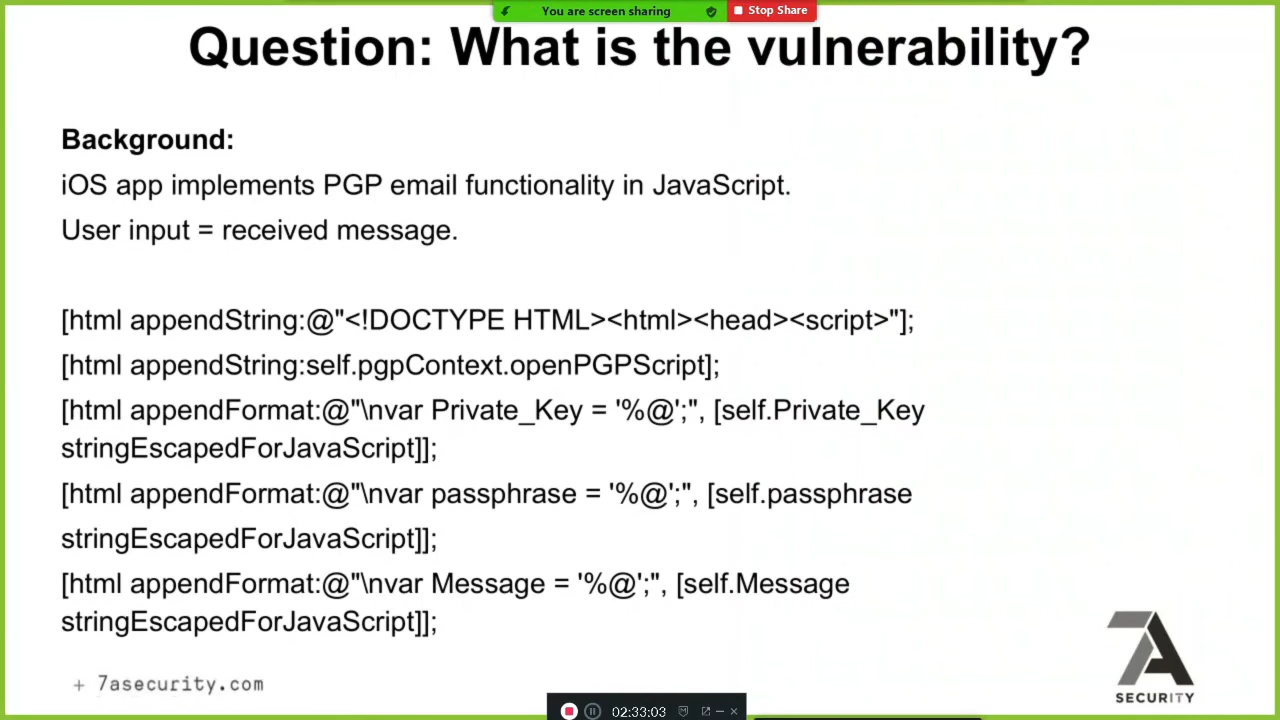 You are screen sharing
Stop Share
Question: What is the vulnerability?
Background:
iOS app implements PGP email functionality in JavaScript.
User input = received message.
[html appendString:@"<!DOCTYPE HTML><html><head><script>"];
[html appendString:self.pgpContext.openPGPScript];
[html appendFormat:@"\nvar Private_Key = '%@';", [self.Private_Key
stringEscapedForJavaScript]];
[html appendFormat:@"\nvar passphrase = '%@';", [self.passphrase
stringEscapedForJavaScript]];
[html appendFormat:@"\nvar Message = '%@';", [self.Message
stringEscapedForJavaScript]];
+ 7asecurity.com
7A
SECURITY
02:33:03